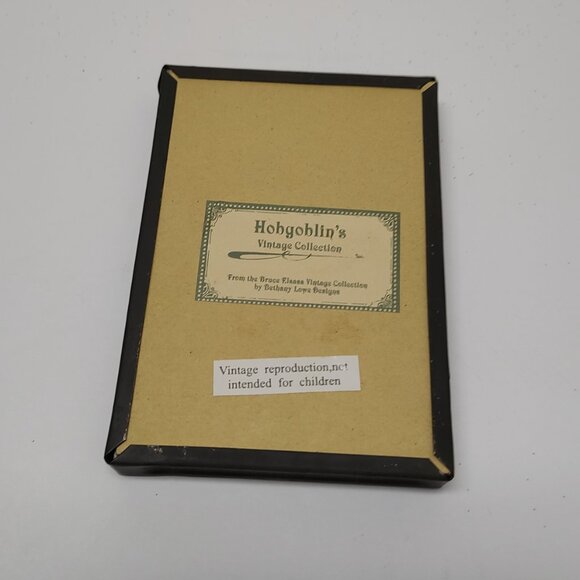 Hobgoblin's
Vintage Collection
From the Bruce Elsass Vintage Collection
by Bethany Lowe Designs
Vintage reproduction,not
intended for children